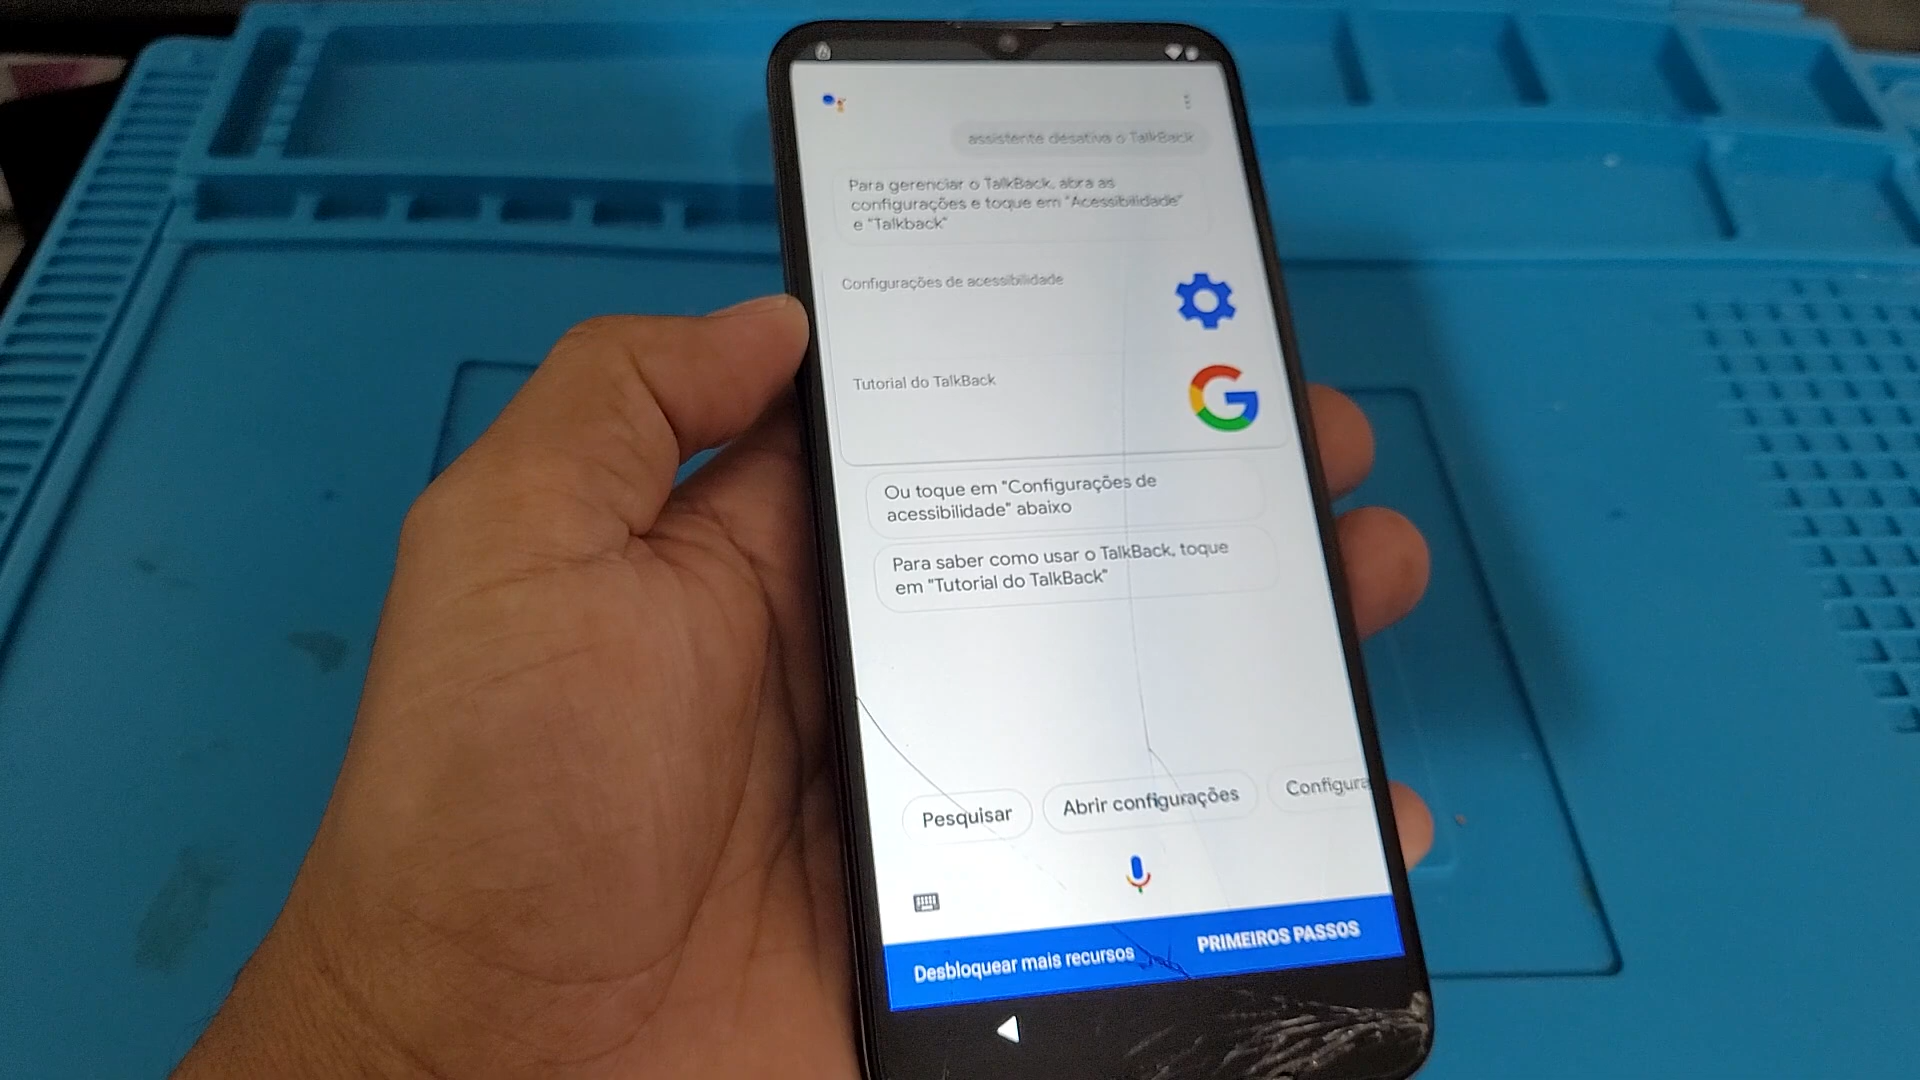 assistente desativa o TalkBack
Para gerenciar o TalkBack, abra as
configurações e toque em "Acessibilidade"
e "Talkback"
Configurações de acessibilidade
Tutorial do TalkBack
Ou toque em "Configurações de
acessibilidade" abaixo
Para saber como usar o TalkBack, toque
em "Tutorial do TalkBack"
Pesquisar
Abrir configurações
Configura
Desbloquear mais recursos
PRIMEIROS PASSOS